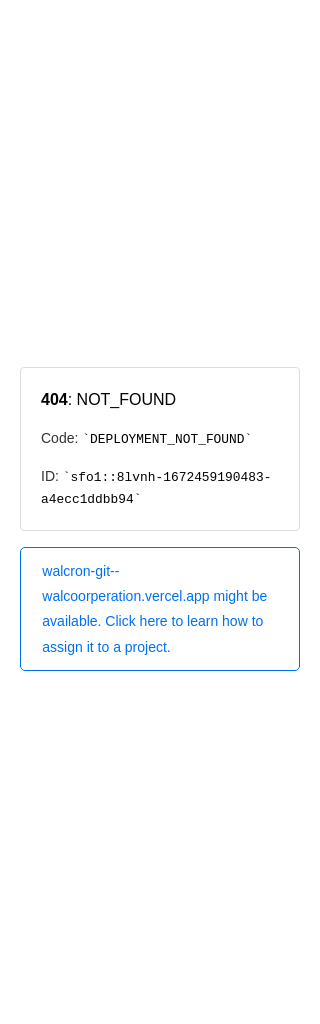 404: NOT_FOUND
Code: `DEPLOYMENT_NOT_FOUND`
ID: `sfo1::8lvnh-1672459190483-
a4ecc1ddbb94`
walcron-git--
walcoorperation.vercel.app might be
available. Click here to learn how to
assign it to a project.